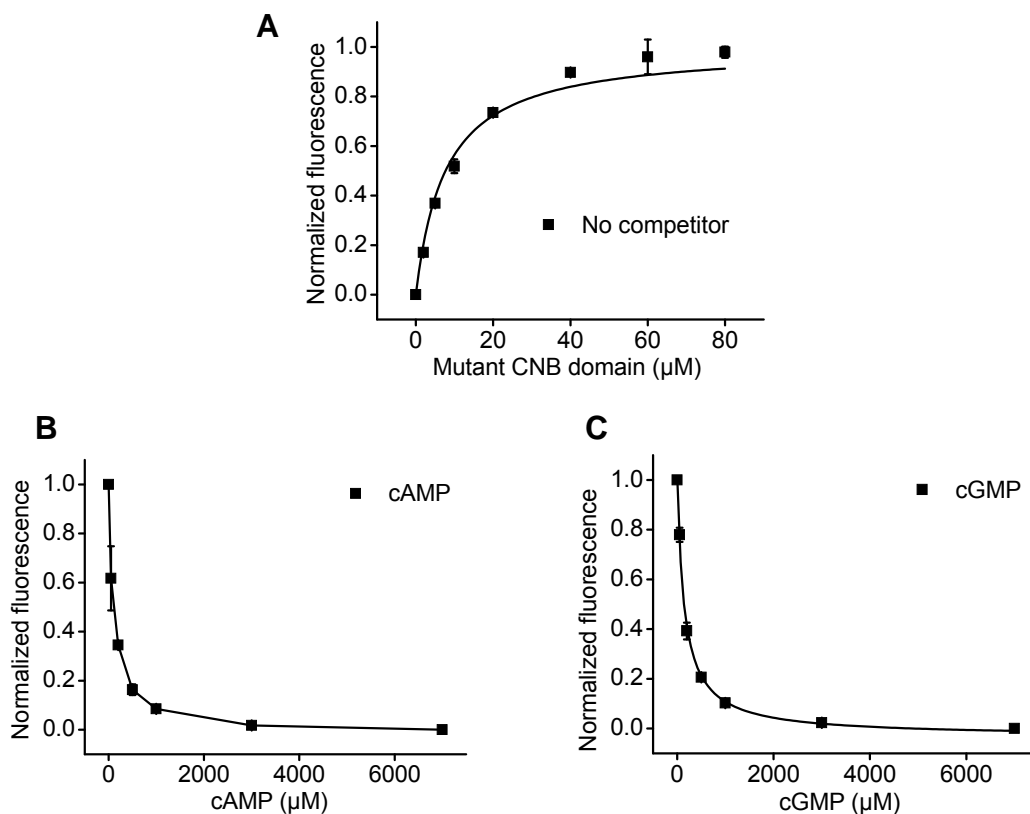 A
Normalized fluorescence
1.0
0.8
0.6
0.4
0.2
0.0
No competitor
0 20 40 60 80
Mutant CNB domain (µM)
B
Normalized fluorescence
1.0
0.8
0.6
0.4
0.2
0.0
cAMP
0 2000 4000 6000
cAMP (µM)
C
Normalized fluorescence
1.0
0.8
0.6
0.4
0.2
0.0
cGMP
0 2000 4000 6000
cGMP (µM)